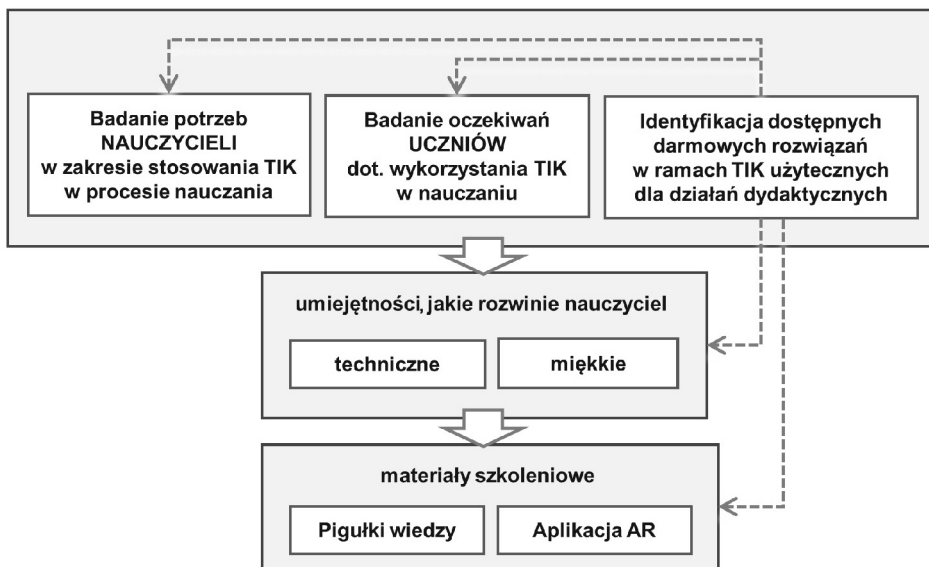 Badanie potrzeb
NAUCZYCIELI
w zakresie stosowania TIK
w procesie nauczania
Badanie oczekiwań
UCZNIÓW
dot. wykorzystania TIK
w nauczaniu
Identyfikacja dostępnych
darmowych rozwiązań
w ramach TIK użytecznych
dla działań dydaktycznych
umiejętności, jakie rozwinie nauczyciel
techniczne
miękkie
materiały szkoleniowe
Pigułki wiedzy
Aplikacja AR